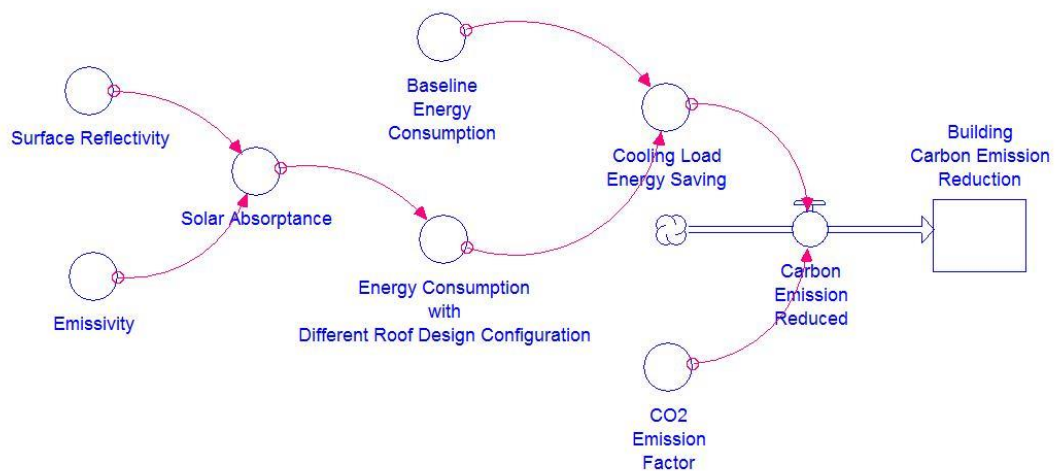 Surface Reflectivity
Emissivity
Solar Absorptance
Baseline
Energy
Consumption
Energy Consumption
with
Different Roof Design Configuration
Cooling Load
Energy Saving
CO2
Emission
Factor
Carbon
Emission
Reduced
Building
Carbon Emission
Reduction